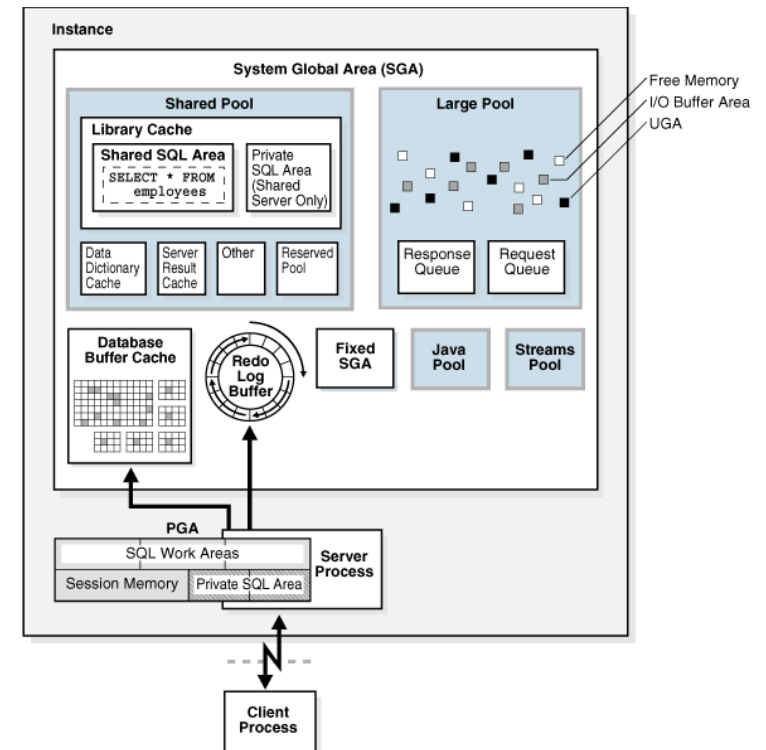 Instance
System Global Area (SGA)
Shared Pool
Library Cache
Shared SQL Area
SELECT * FROM
employees
Private
SQL Area
(Shared
Server Only)
Data
Dictionary
Cache
Server
Result
Cache
Other
Reserved
Pool
Large Pool
Free Memory
I/O Buffer Area
UGA
Response
Queue
Request
Queue
Database
Buffer Cache
Redo
Log
Buffer
Fixed
SGA
Java
Pool
Streams
Pool
PGA
SQL Work Areas
Session Memory
Private SQL Area
Server
Process
Client
Process